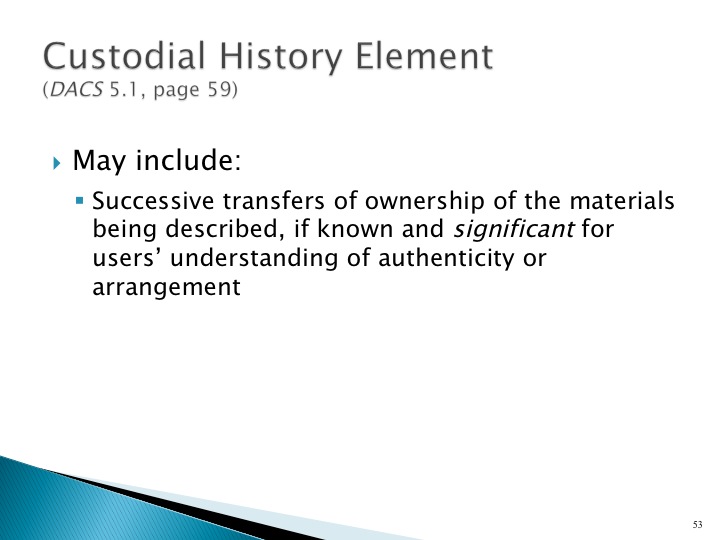 Custodial History Element
(DACS 5.1, page 59)
May include:
Successive transfers of ownership of the materials
being described, if known and significant for
users’ understanding of authenticity or
arrangement
53